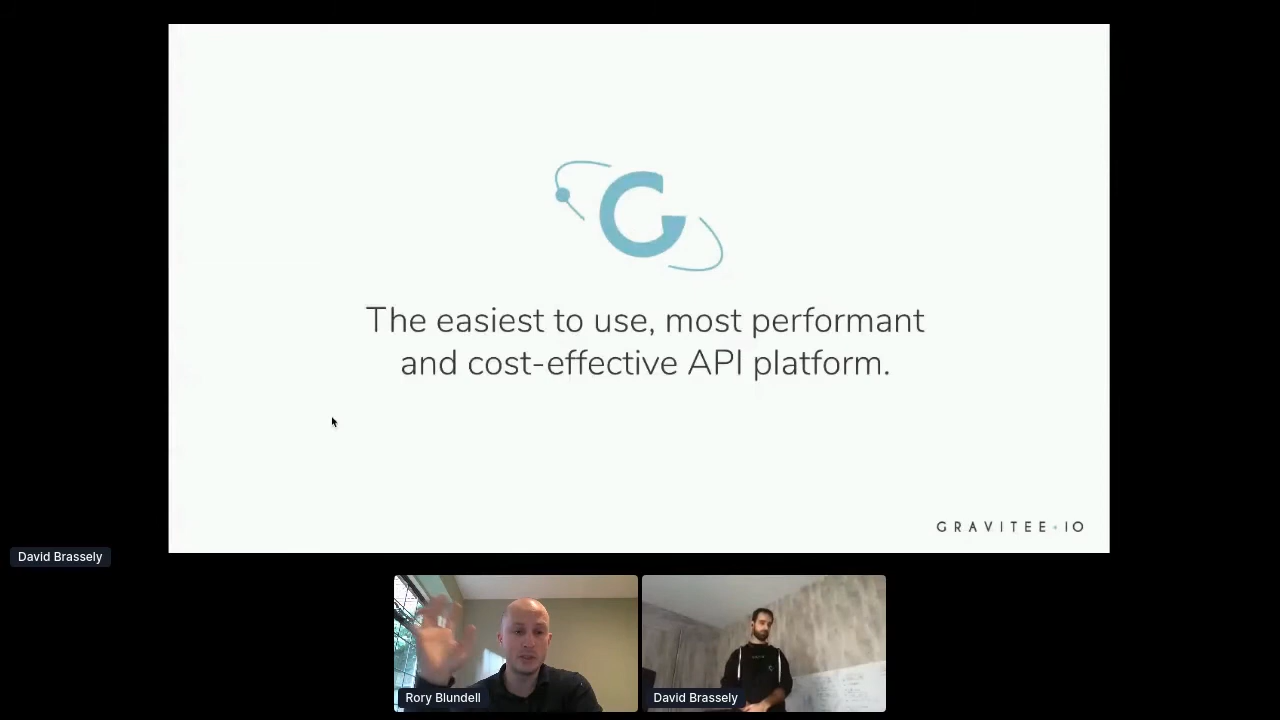 The easiest to use, most performant
and cost-effective API platform.
GRAVITEE.IO
David Brassely
Rory Blundell
David Brassely